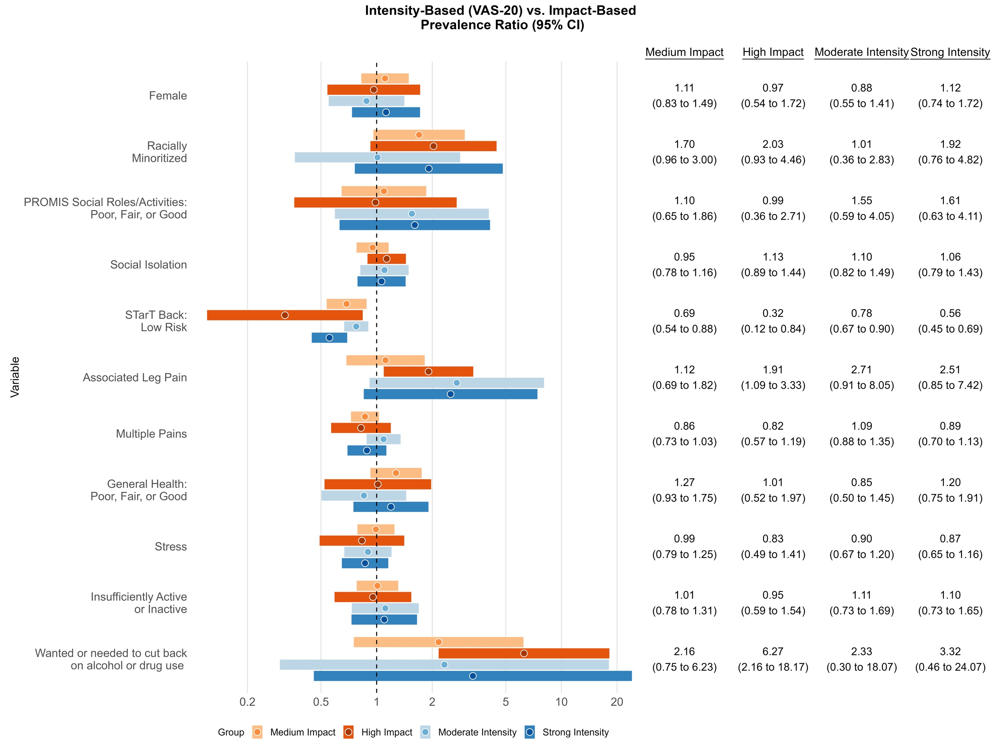 Intensity-Based (VAS-20) vs. Impact-Based
Prevalence Ratio (95% CI)
Medium Impact High Impact Moderate Intensity Strong Intensity
Female
1.11 0.97 0.88 1.12
(0.83 to 1.49) (0.54 to 1.72) (0.55 to 1.41) (0.74 to 1.72)
Racially
Minoritized
1.70 2.03 1.01 1.92
(0.96 to 3.00) (0.93 to 4.46) (0.36 to 2.83) (0.76 to 4.82)
PROMIS Social Roles/Activities:
Poor, Fair, or Good
1.10 0.99 1.55 1.61
(0.65 to 1.86) (0.36 to 2.71) (0.59 to 4.05) (0.63 to 4.11)
Social Isolation
0.95 1.13 1.10 1.06
(0.78 to 1.16) (0.89 to 1.44) (0.82 to 1.49) (0.79 to 1.43)
STarT Back:
Low Risk
0.69 0.32 0.78 0.56
(0.54 to 0.88) (0.12 to 0.84) (0.67 to 0.90) (0.45 to 0.69)
Variable
Associated Leg Pain
1.12 1.91 2.71 2.51
(0.69 to 1.82) (1.09 to 3.33) (0.91 to 8.05) (0.85 to 7.42)
Multiple Pains
0.86 0.82 1.09 0.89
(0.73 to 1.03) (0.57 to 1.19) (0.88 to 1.35) (0.70 to 1.13)
General Health:
Poor, Fair, or Good
1.27 1.01 0.85 1.20
(0.93 to 1.75) (0.52 to 1.97) (0.50 to 1.45) (0.75 to 1.91)
Stress
0.99 0.83 0.90 0.87
(0.79 to 1.25) (0.49 to 1.41) (0.67 to 1.20) (0.65 to 1.16)
Insufficiently Active
or Inactive
1.01 0.95 1.11 1.10
(0.78 to 1.31) (0.59 to 1.54) (0.73 to 1.69) (0.73 to 1.65)
Wanted or needed to cut back
on alcohol or drug use
2.16 6.27 2.33 3.32
(0.75 to 6.23) (2.16 to 18.17) (0.30 to 18.07) (0.46 to 24.07)
0.2 0.5 1 2 5 10 20
Group Medium Impact High Impact Moderate Intensity Strong Intensity